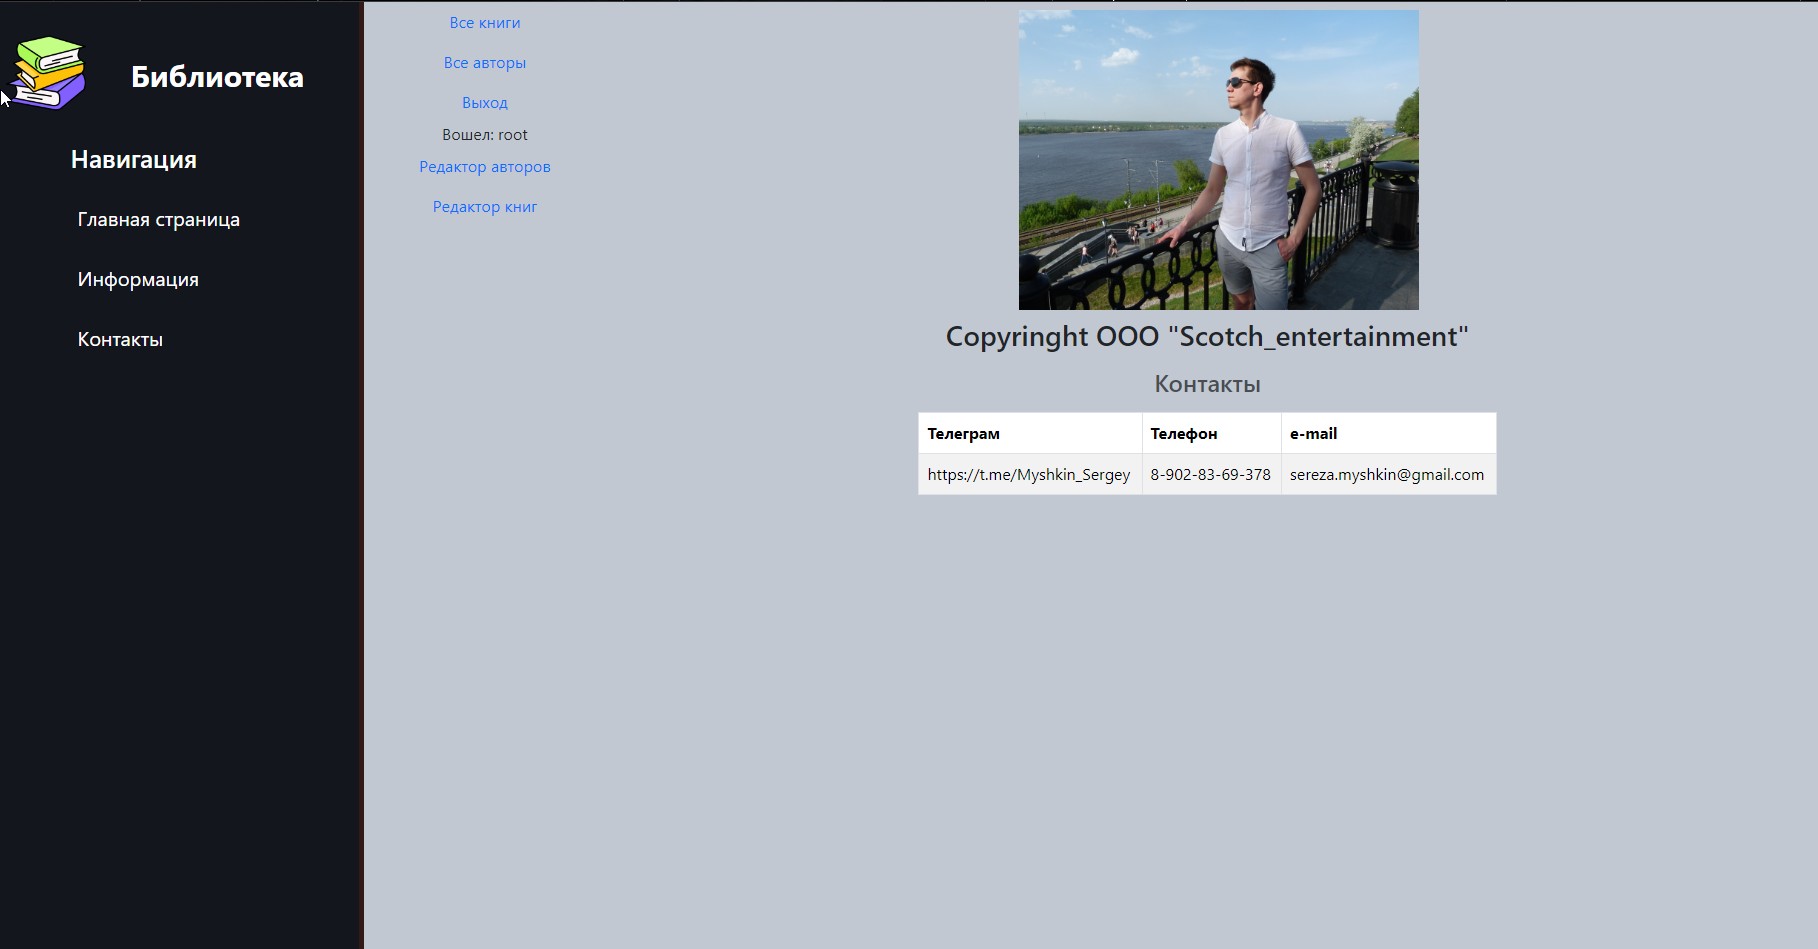 Библиотека
Навигация
Главная страница
Информация
Контакты
Все книги
Все авторы
Выход
Вошел: root
Редактор авторов
Редактор книг
Copyringht ООО "Scotch_entertainment"
Контакты
Телеграм Телефон e-mail
https://t.me/Myshkin_Sergey 8-902-83-69-378 sereza.myshkin@gmail.com